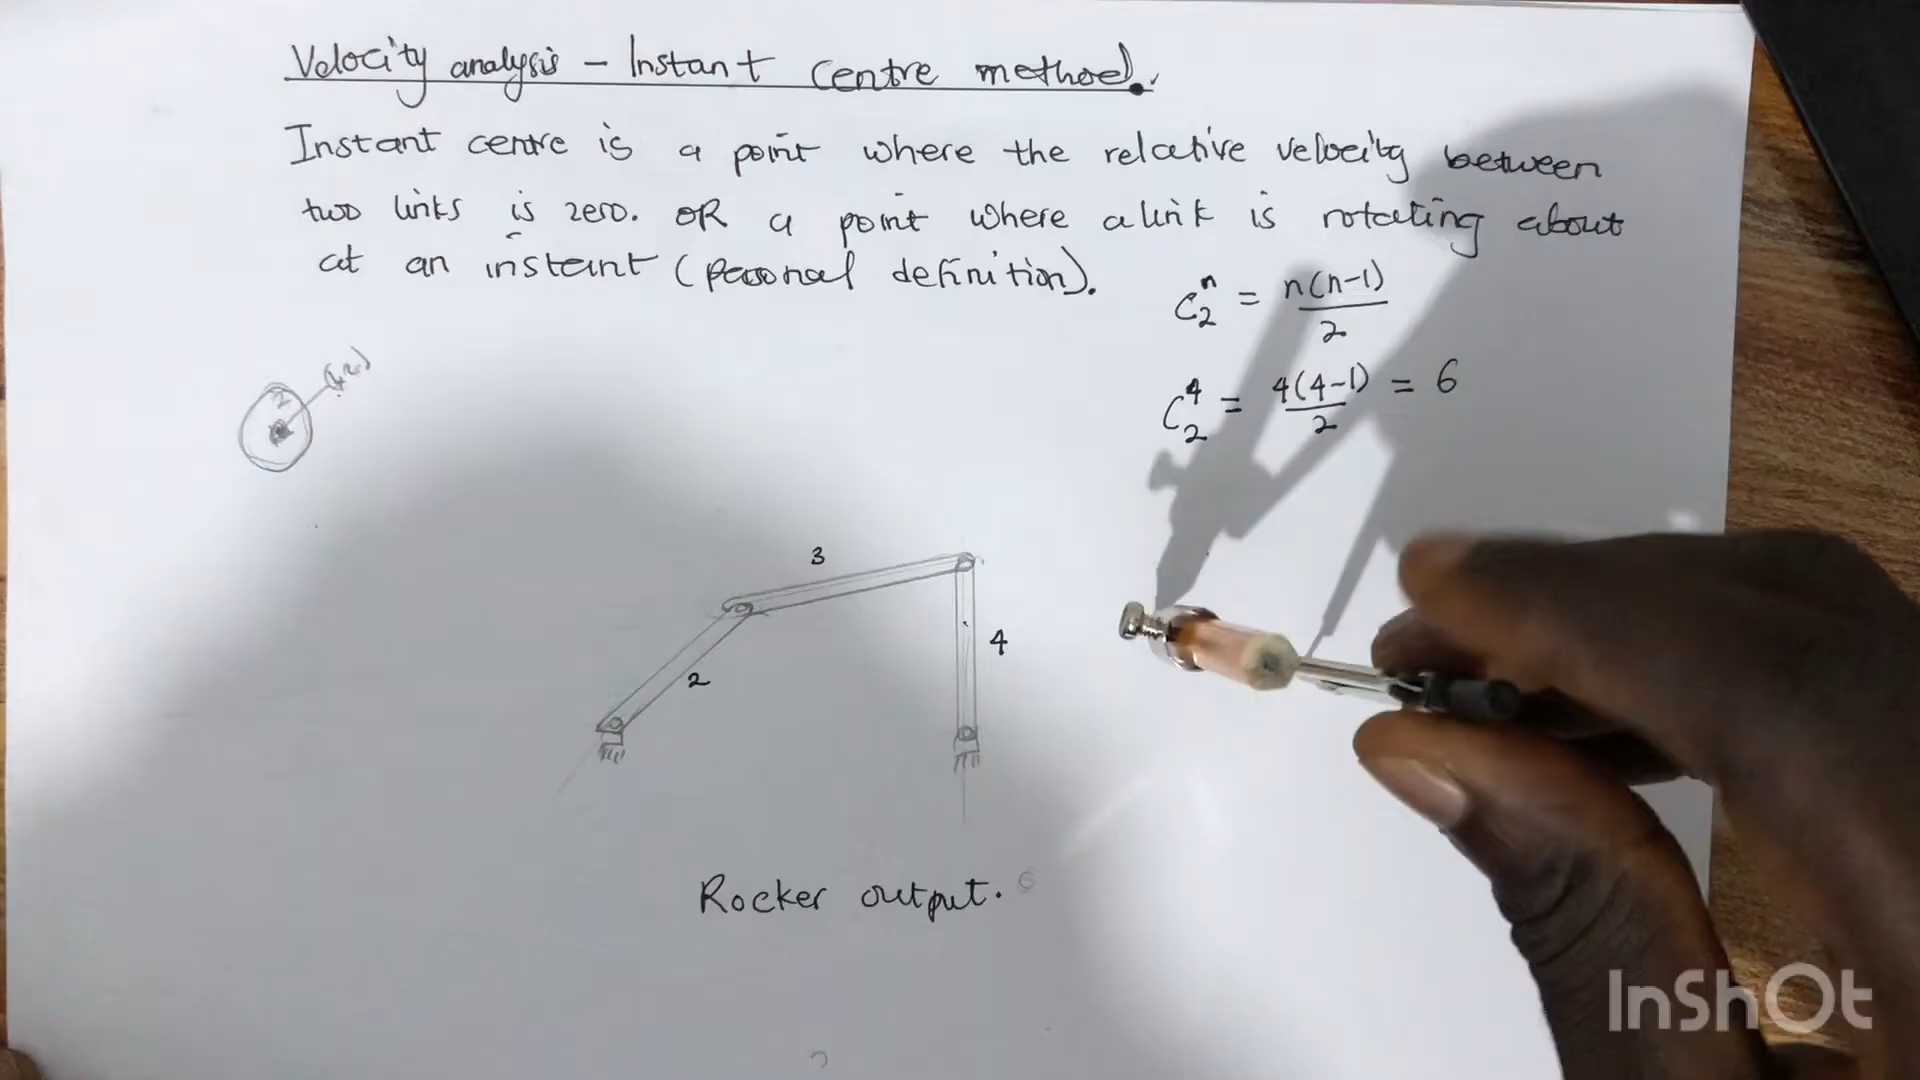 Velocity analysis - Instant centre method.
Instant centre is a point where the relative velocity between
two links is zero. OR a point where a link is rotating about
at an instant (personal definition).
C₂ⁿ = n(n-1)/2
C₂⁴ = 4(4-1)/2 = 6
2
3
4
2
Rocker output.
InShOt